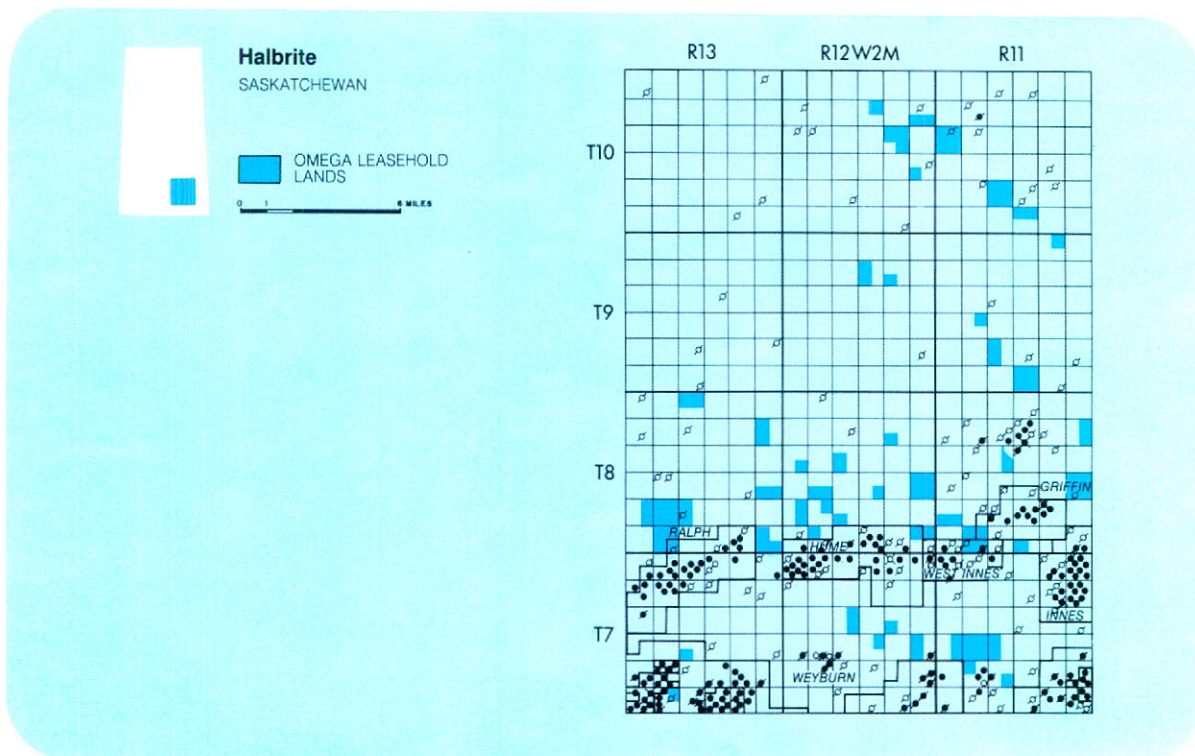 Halbrite
SASKATCHEWAN
OMEGA LEASEHOLD
LANDS
0 1 6 MILES
R13 R12W2M R11
T10
T9
T8
GRIFFIN
RALPH
HUME
WEST INNES
INNES
T7
WEYBURN